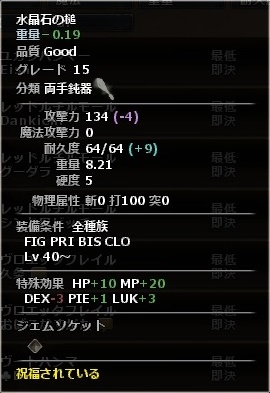 水晶石の槌
重量 – 0.19
品質 Good
グレード 15
分類 両手鈍器
攻撃力 134 (-4)
魔法攻撃力 0
耐久度 64/64 (+9)
重量 8.21
硬度 5
物理属性 斬0 打100 突0
装備条件 全種族
FIG PRI BIS CLO
Lv 40～
特殊効果 HP+10 MP+20
DEX-3 PIE+1 LUK+3
ジェムソケット
祝福されている